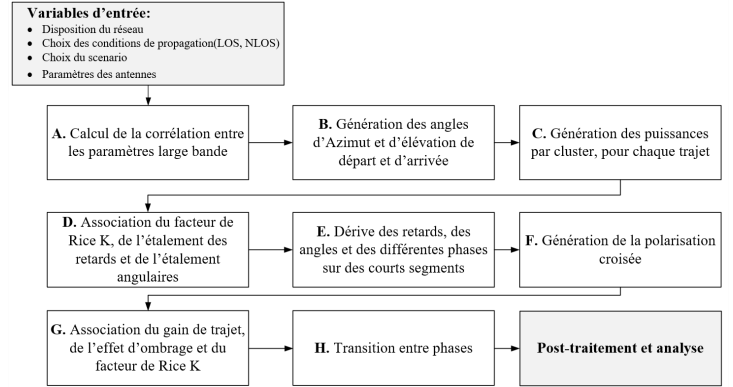 Variables d'entrée:
• Disposition du réseau
• Choix des conditions de propagation(LOS, NLOS)
• Choix du scenario
• Paramètres des antennes
A. Calcul de la corrélation entre
les paramètres large bande
B. Génération des angles
d'Azimut et d'élévation de
départ et d'arrivée
C. Génération des puissances
par cluster, pour chaque trajet
D. Association du facteur de
Rice K, de l'étalement des
retards et de l'étalement
angulaires
E. Dérive des retards, des
angles et des différentes phases
sur des courts segments
F. Génération de la polarisation
croisée
G. Association du gain de trajet,
de l'effet d'ombrage et du
facteur de Rice K
H. Transition entre phases
Post-traitement et analyse